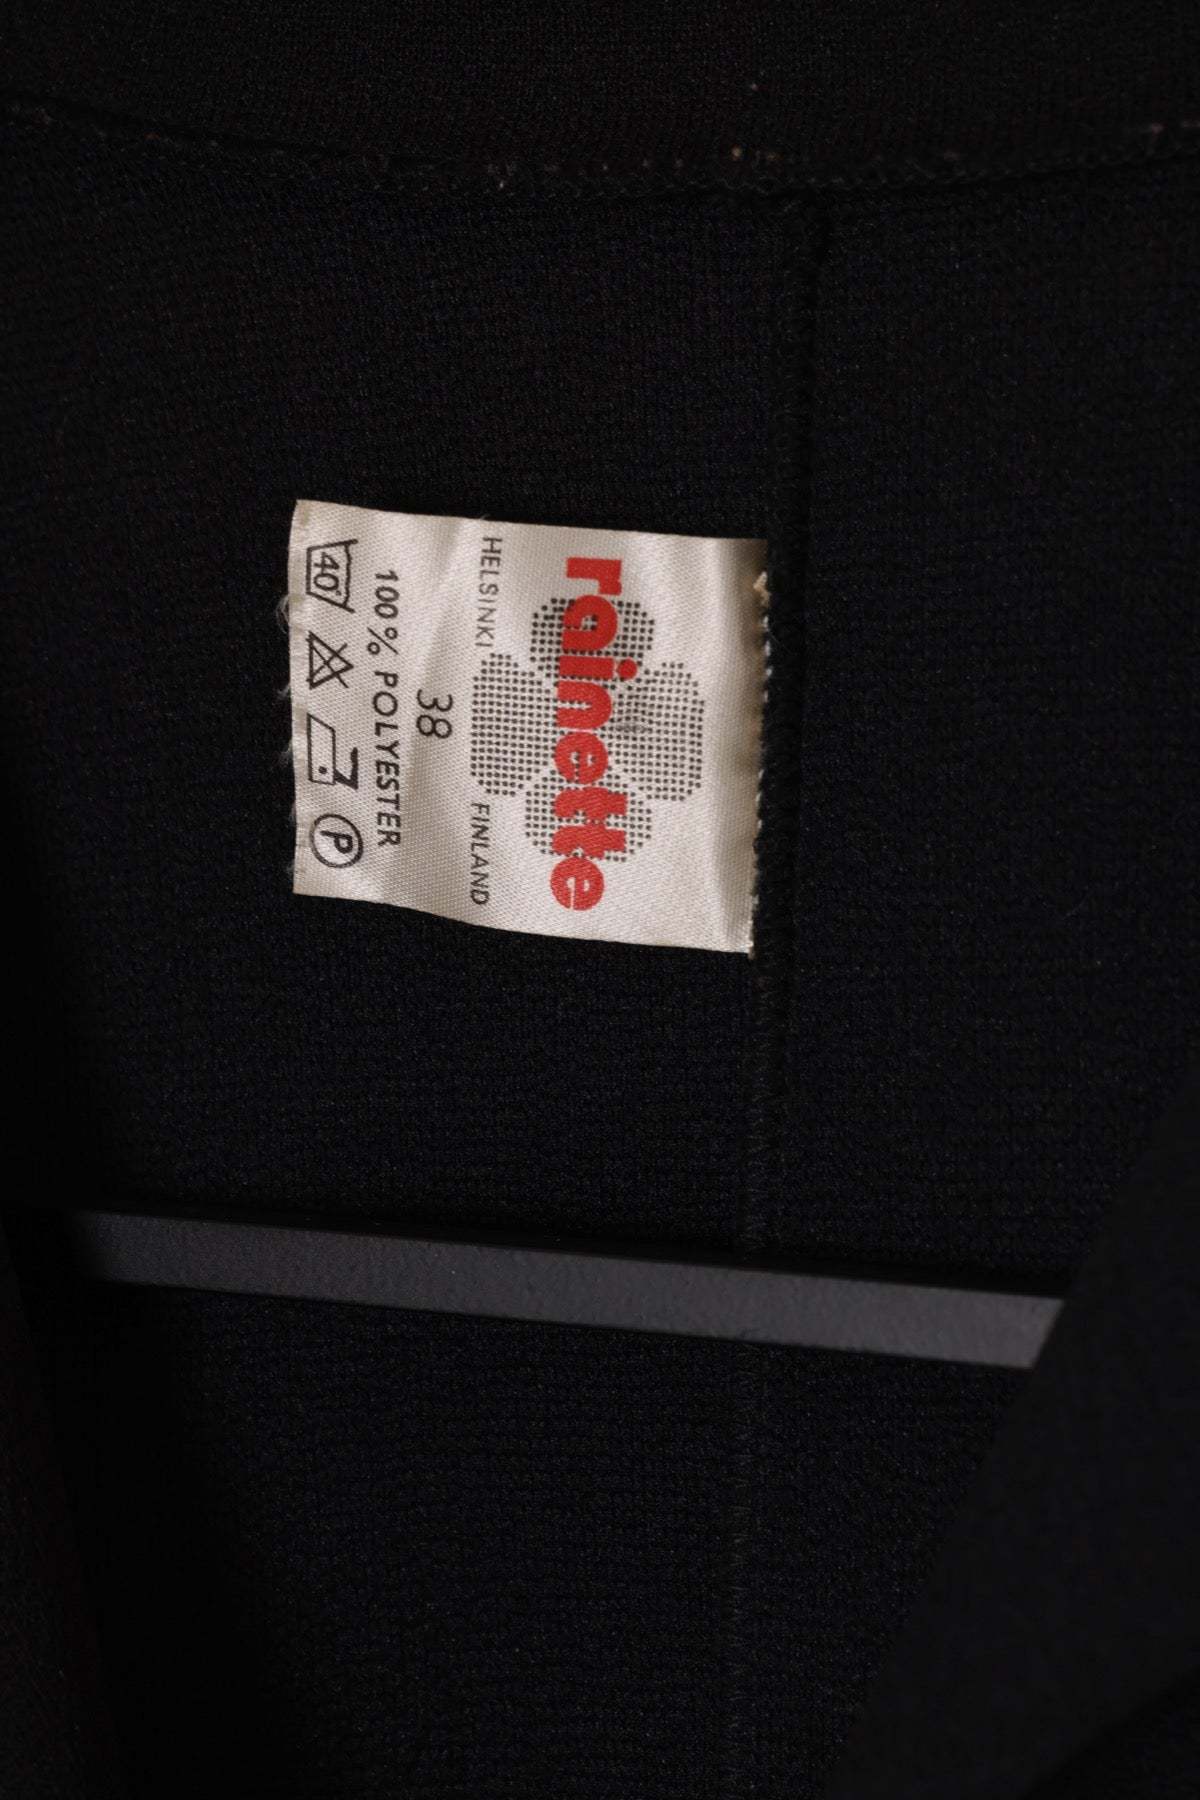 rainette
HELSINKI FINLAND
38
100% POLYESTER
40° P